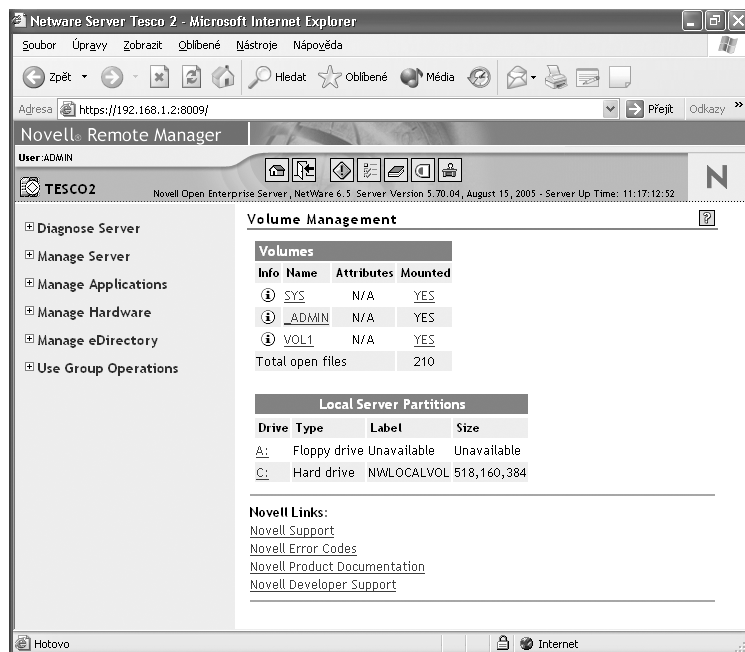 Netware Server Tesco 2 - Microsoft Internet Explorer
Soubor Úpravy Zobrazit Oblíbené Nástroje Nápověda
Zpět Hledat Oblíbené Média
Adresa https://192.168.1.2:8009/ Přejít Odkazy »
Novell® Remote Manager
User:ADMIN
TESCO2
Novell Open Enterprise Server, NetWare 6.5 Server Version 5.70.04, August 15, 2005 - Server Up Time: 11:17:12:52
N
Diagnose Server
Manage Server
Manage Applications
Manage Hardware
Manage eDirectory
Use Group Operations
Volume Management ?
Volumes
Info Name Attributes Mounted
SYS N/A YES
_ADMIN N/A YES
VOL1 N/A YES
Total open files 210
Local Server Partitions
Drive Type Label Size
A: Floppy drive Unavailable Unavailable
C: Hard drive NWLOCALVOL 518,160,384
Novell Links:
Novell Support
Novell Error Codes
Novell Product Documentation
Novell Developer Support
Hotovo Internet